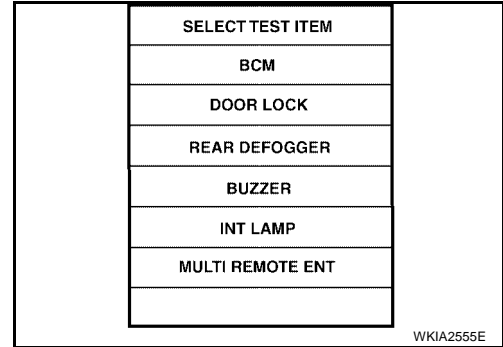 SELECT TEST ITEM
BCM
DOOR LOCK
REAR DEFOGGER
BUZZER
INT LAMP
MULTI REMOTE ENT
WKIA2555E